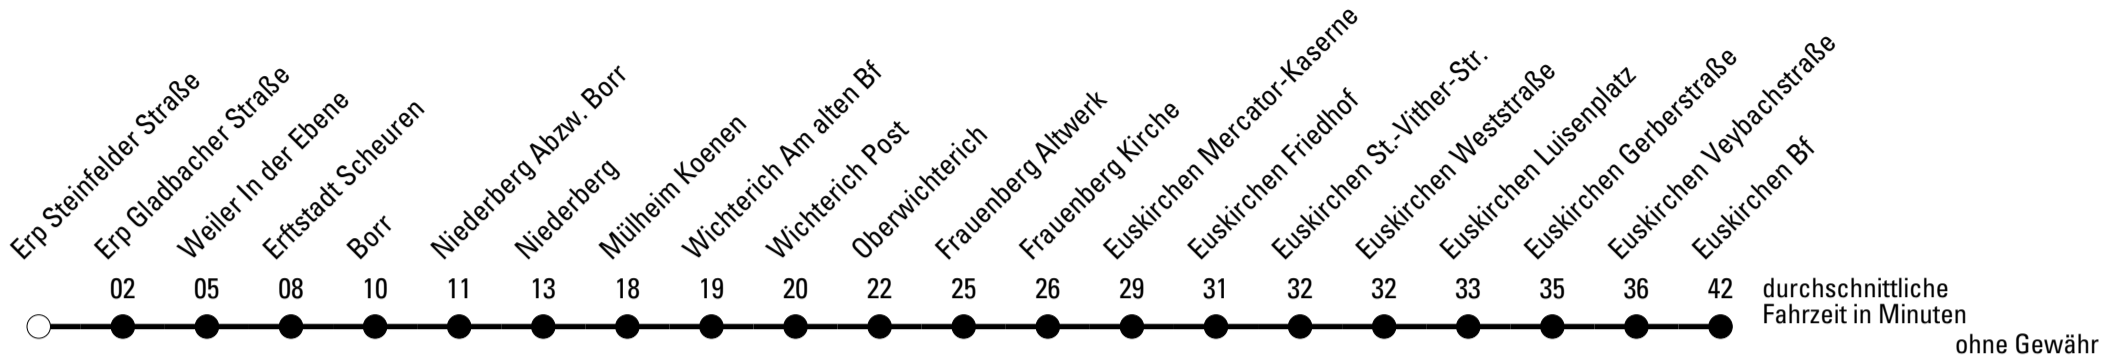 Erp Steinfelder Straße
Erp Gladbacher Straße
Weiler In der Ebene
Erftstadt Scheuren
Borr
Niederberg Abzw. Borr
Niederberg
Mülheim Koenen
Wichterich Am alten Bf
Wichterich Post
Oberwichterich
Frauenberg Altwerk
Frauenberg Kirche
Euskirchen Mercator-Kaserne
Euskirchen Friedhof
Euskirchen St.-Vither-Str.
Euskirchen Weststraße
Euskirchen Luisenplatz
Euskirchen Gerberstraße
Euskirchen Veybachstraße
Euskirchen Bf
02 05 08 10 11 13 18 19 20 22 25 26 29 31 32 32 33 35 36 42 durchschnittliche
Fahrzeit in Minuten
ohne Gewähr